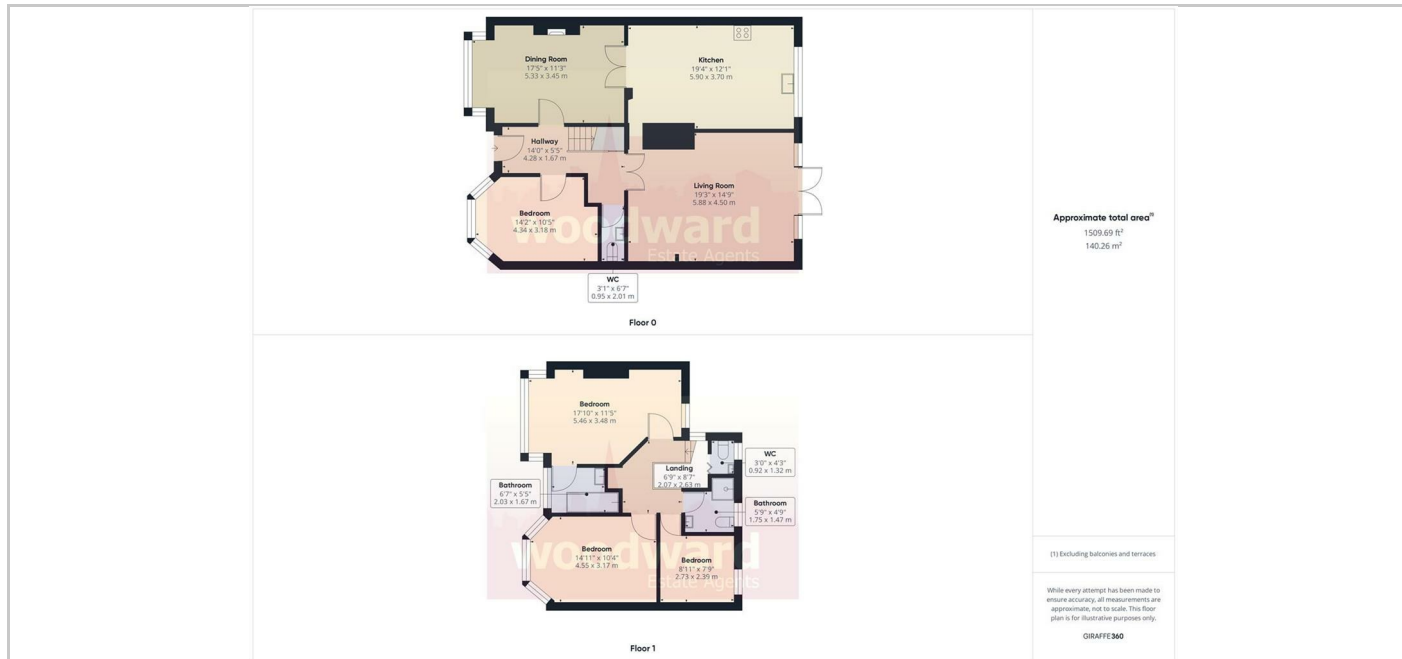 Dining Room
17'5" x 11'3"
5.33 x 3.45 m
Kitchen
19'4" x 12'1"
5.90 x 3.70 m
Hallway
14'0" x 5'5"
4.28 x 1.67 m
Living Room
19'3" x 14'9"
5.88 x 4.50 m
Bedroom
14'2" x 10'5"
4.34 x 3.18 m
woodward
Estate Agents
WC
3'1" x 6'7"
0.95 x 2.01 m
Floor 0
Approximate total area(1)
1509.69 ft²
140.26 m²
Bedroom
17'10" x 11'5"
5.46 x 3.48 m
WC
3'0" x 4'3"
0.92 x 1.32 m
Landing
6'9" x 8'7"
2.07 x 2.63 m
Bathroom
6'7" x 5'5"
2.03 x 1.67 m
Bathroom
5'9" x 4'9"
1.75 x 1.47 m
Bedroom
14'11" x 10'4"
4.55 x 3.17 m
Bedroom
8'11" x 7'9"
2.73 x 2.39 m
woodward
Estate Agents
Floor 1
(1) Excluding balconies and terraces
While every attempt has been made to
ensure accuracy, all measurements are
approximate, not to scale. This floor
plan is for illustrative purposes only.
GIRAFFE360